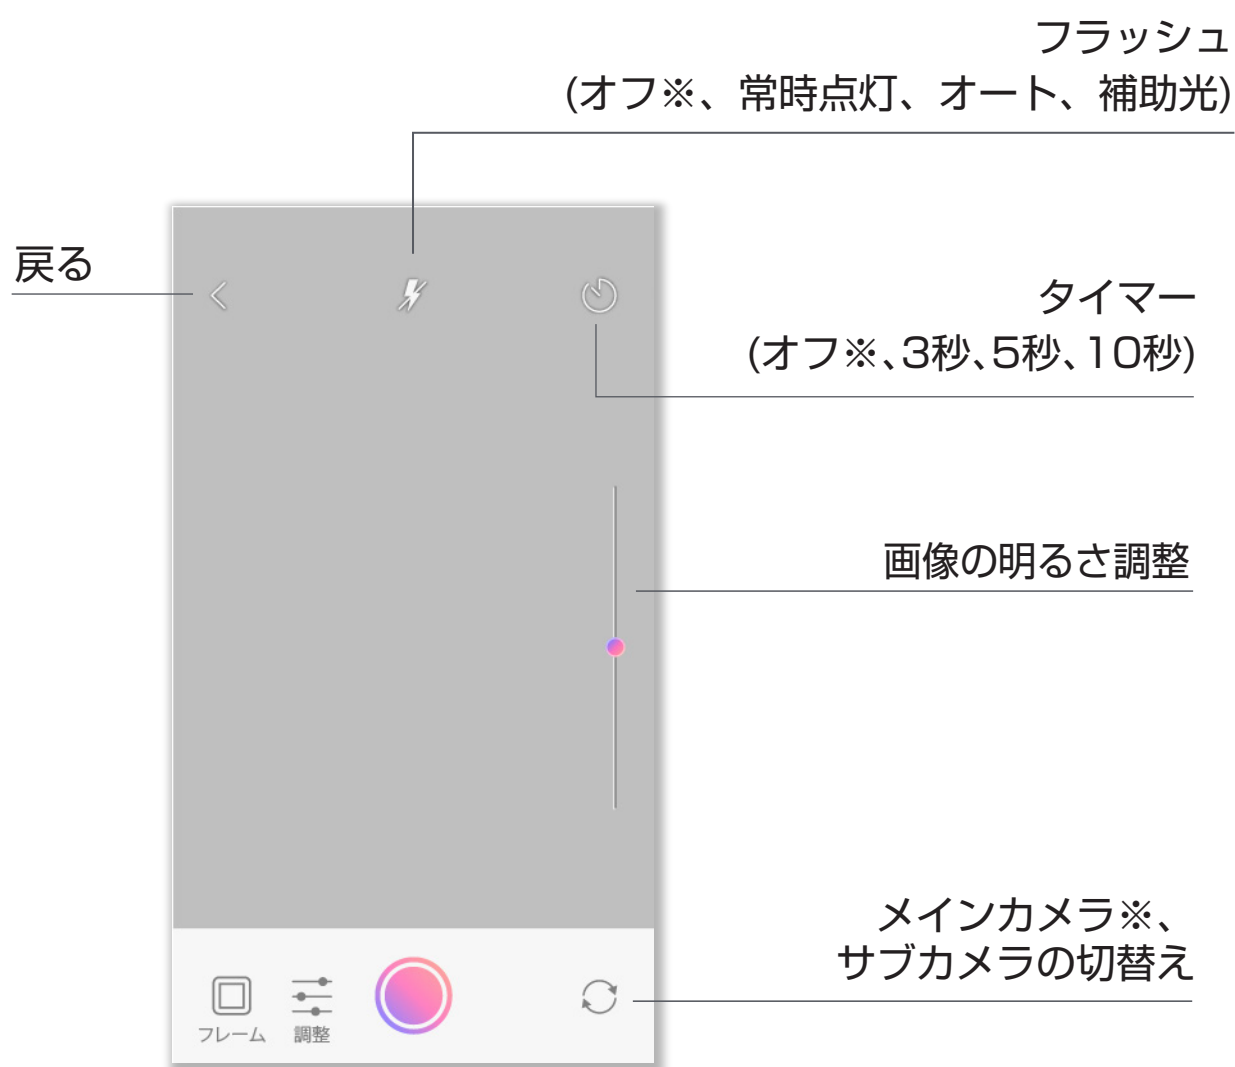 フラッシュ
(オフ※、常時点灯、オート、補助光)
戻る
タイマー
(オフ※、3秒、5秒、10秒)
画像の明るさ調整
メインカメラ※、
サブカメラの切替え
フレーム
調整